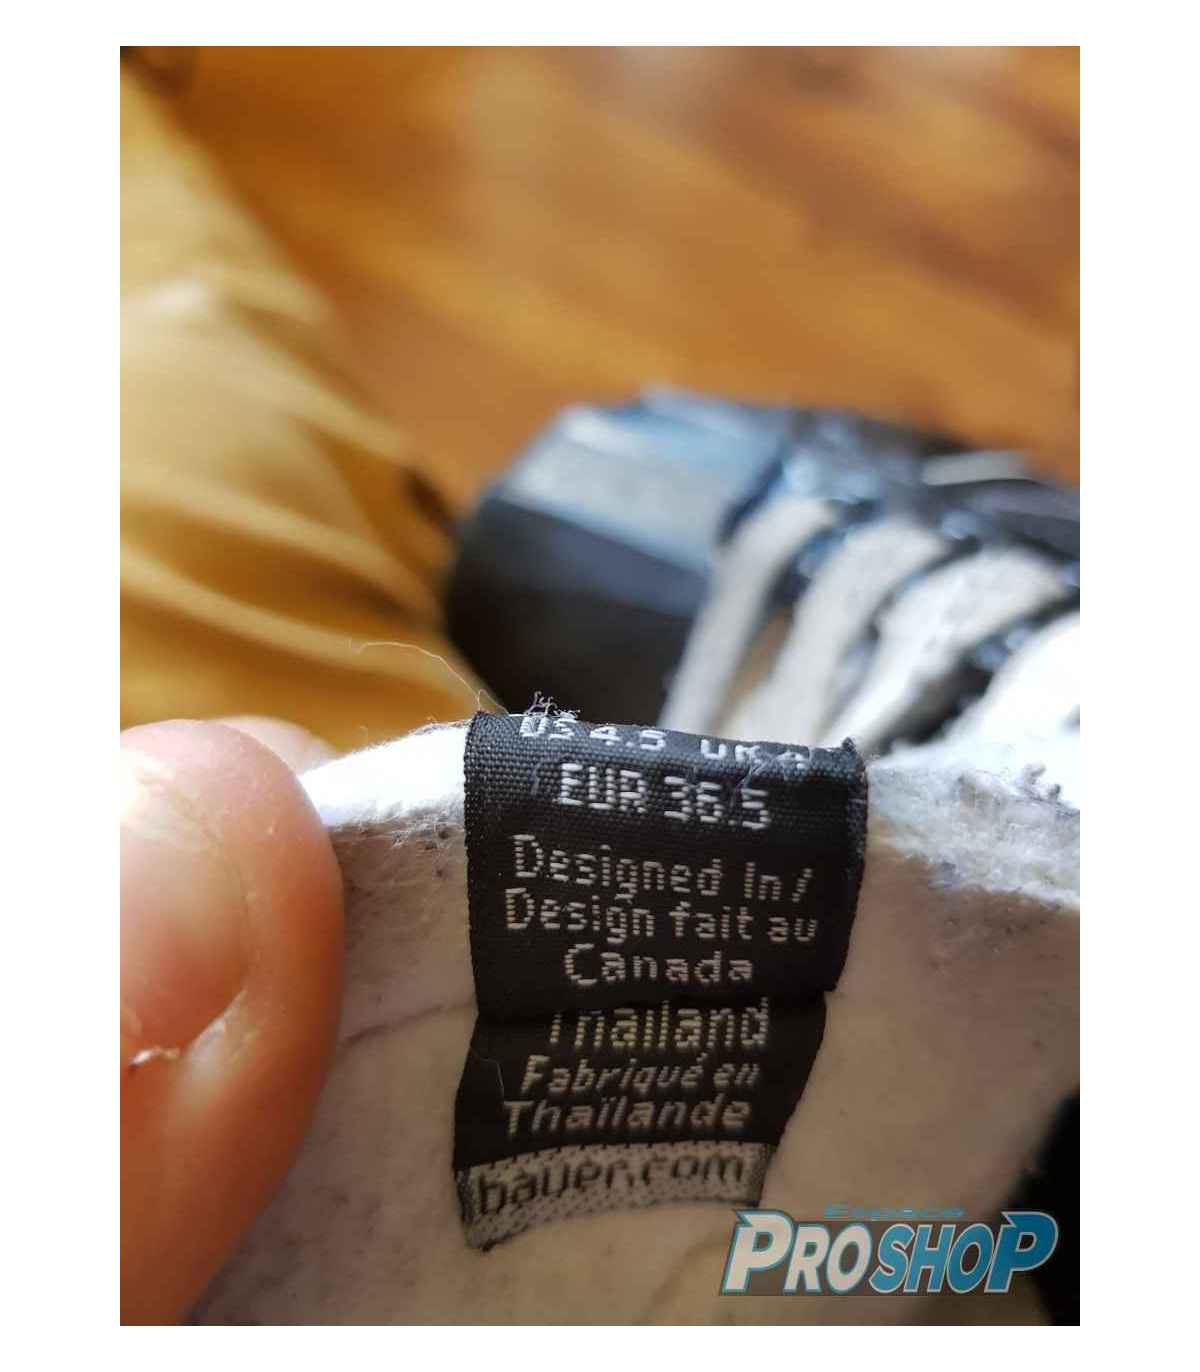 US 4.5 UK 4
EUR 36.5
Designed In /
Design fait au
Canada
Thailand
Fabriqué en
Thaïlande
bauer.com
Espace
PROSHOP